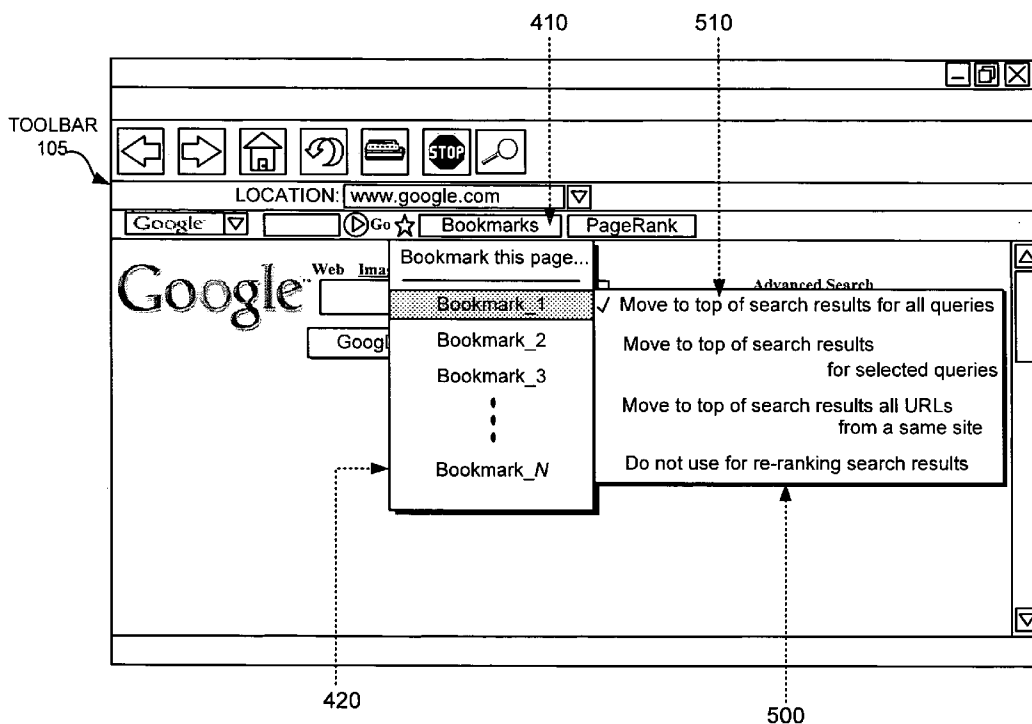 410
510
TOOLBAR
105
STOP
LOCATION: www.google.com
Google Go Bookmarks PageRank
Google
Web
Advanced Search
Bookmark this page...
Bookmark_1
Bookmark_2
Bookmark_3
Bookmark_N
✓ Move to top of search results for all queries
Move to top of search results
for selected queries
Move to top of search results all URLs
from a same site
Do not use for re-ranking search results
420
500